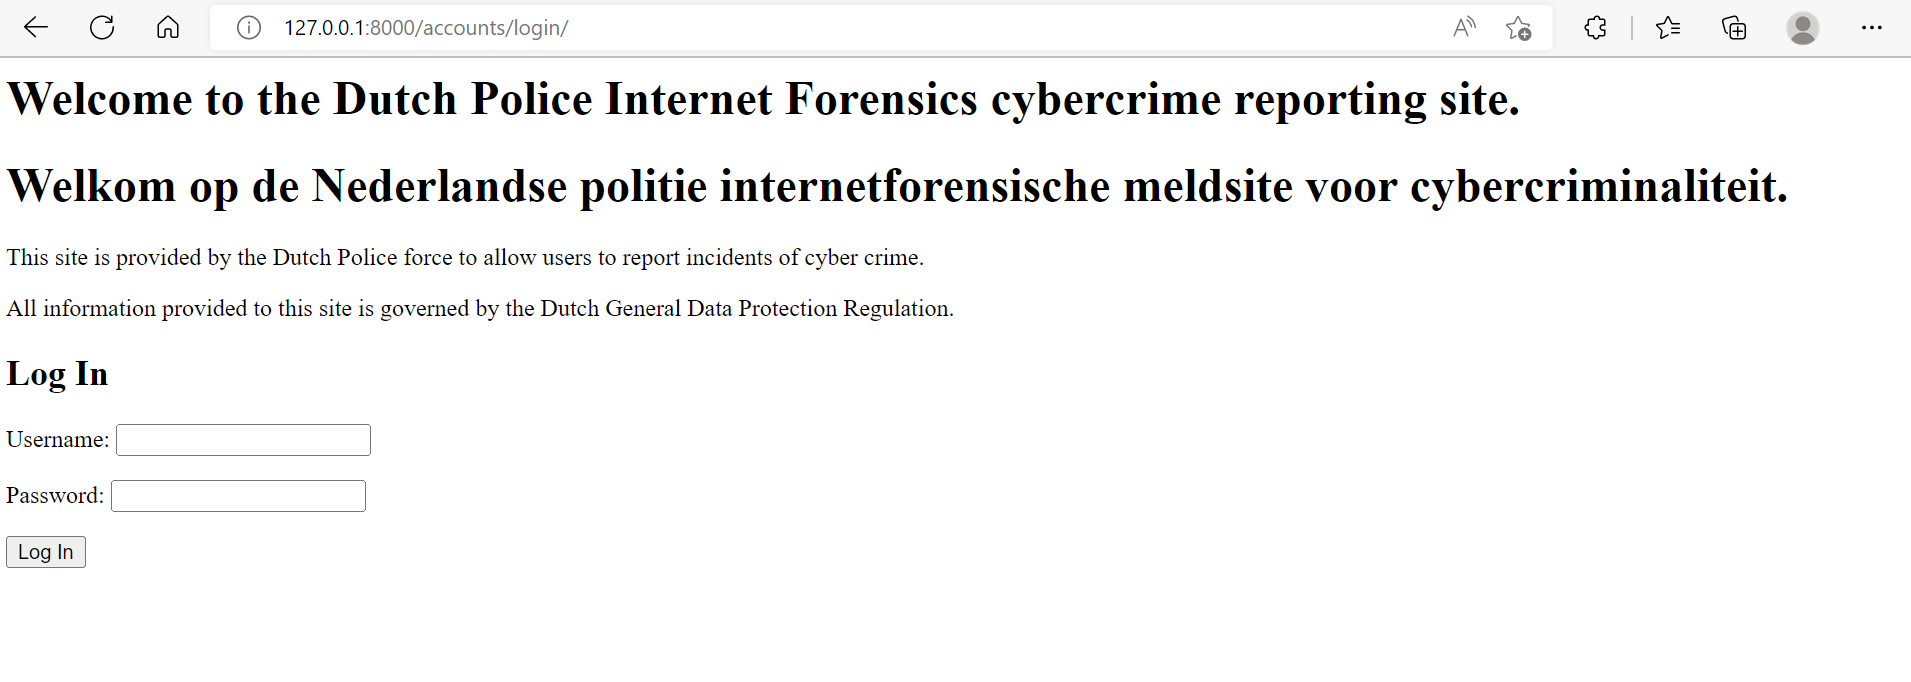 127.0.0.1:8000/accounts/login/
Welcome to the Dutch Police Internet Forensics cybercrime reporting site.
Welkom op de Nederlandse politie internetforensische meldsite voor cybercriminaliteit.
This site is provided by the Dutch Police force to allow users to report incidents of cyber crime.
All information provided to this site is governed by the Dutch General Data Protection Regulation.
Log In
Username:
Password:
Log In